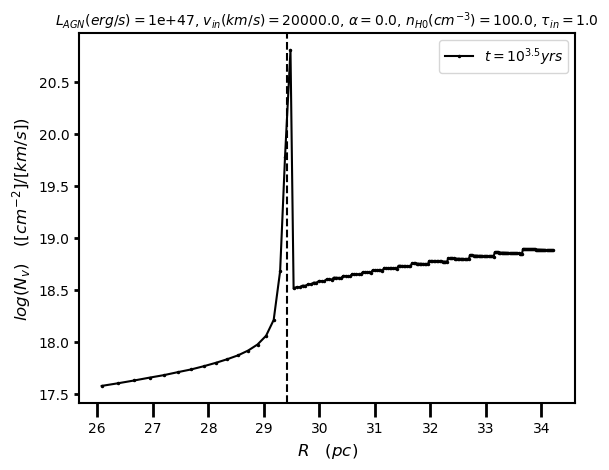 L_AGN(erg/s) = 1e+47, v_in(km/s) = 20000.0, α = 0.0, n_H0(cm⁻³) = 100.0, τ_in = 1.0
t = 10^3.5 yrs
log(N_v) ([cm⁻²]/[km/s])
20.5
20.0
19.5
19.0
18.5
18.0
17.5
26 27 28 29 30 31 32 33 34
R (pc)